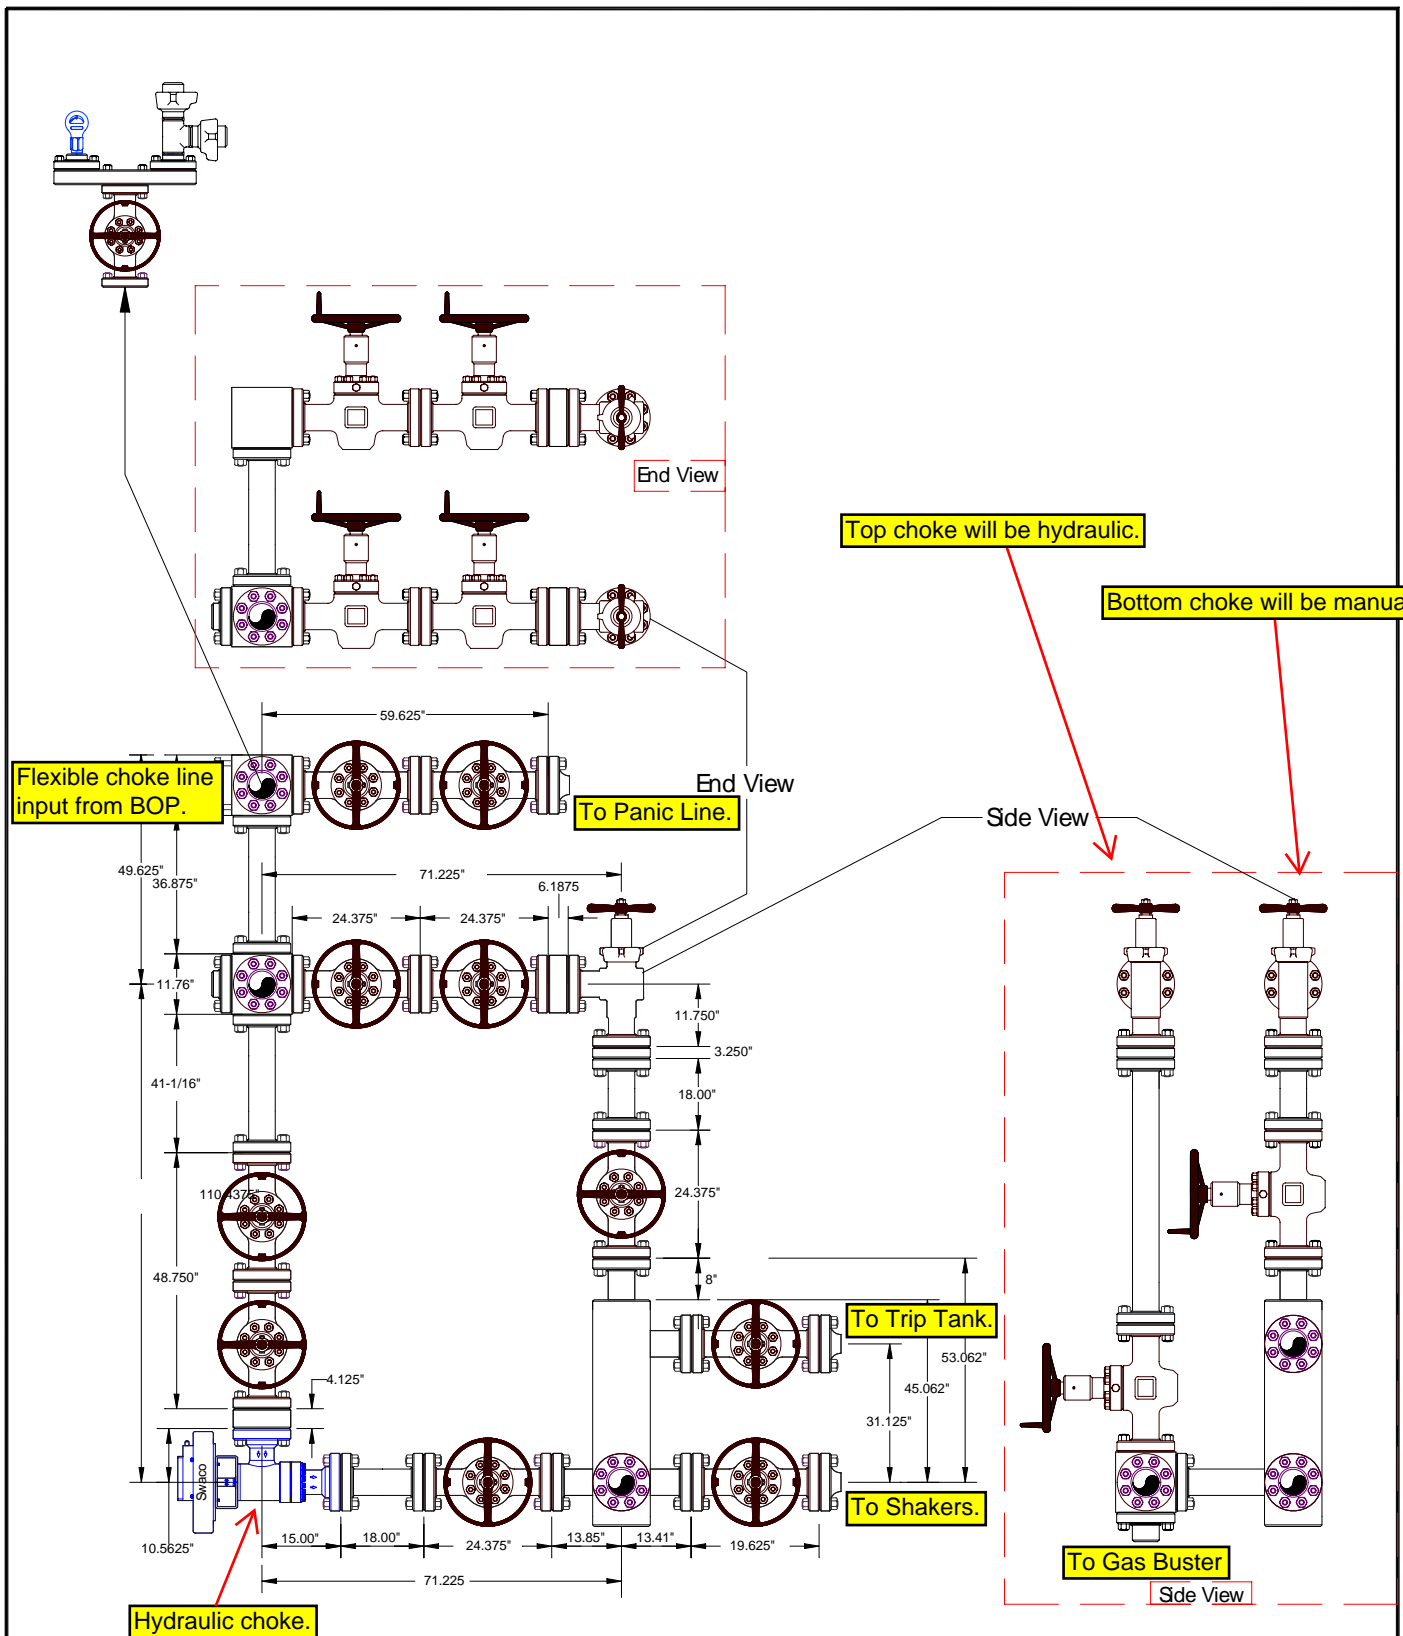 End View
Top choke will be hydraulic.
Bottom choke will be manua
59.625"
Flexible choke line
input from BOP.
End View
To Panic Line.
Side View
49.625"
36.875"
71.225"
6.1875
24.375"
24.375"
11.76"
11.750"
3.250"
41-1/16"
18.00"
110.4375"
24.375"
48.750"
8"
To Trip Tank.
53.062"
4.125"
45.062"
31.125"
Swaco
To Shakers.
10.5625"
15.00"
18.00"
24.375"
13.85"
13.41"
19.625"
To Gas Buster
71.225
Side View
Hydraulic choke.